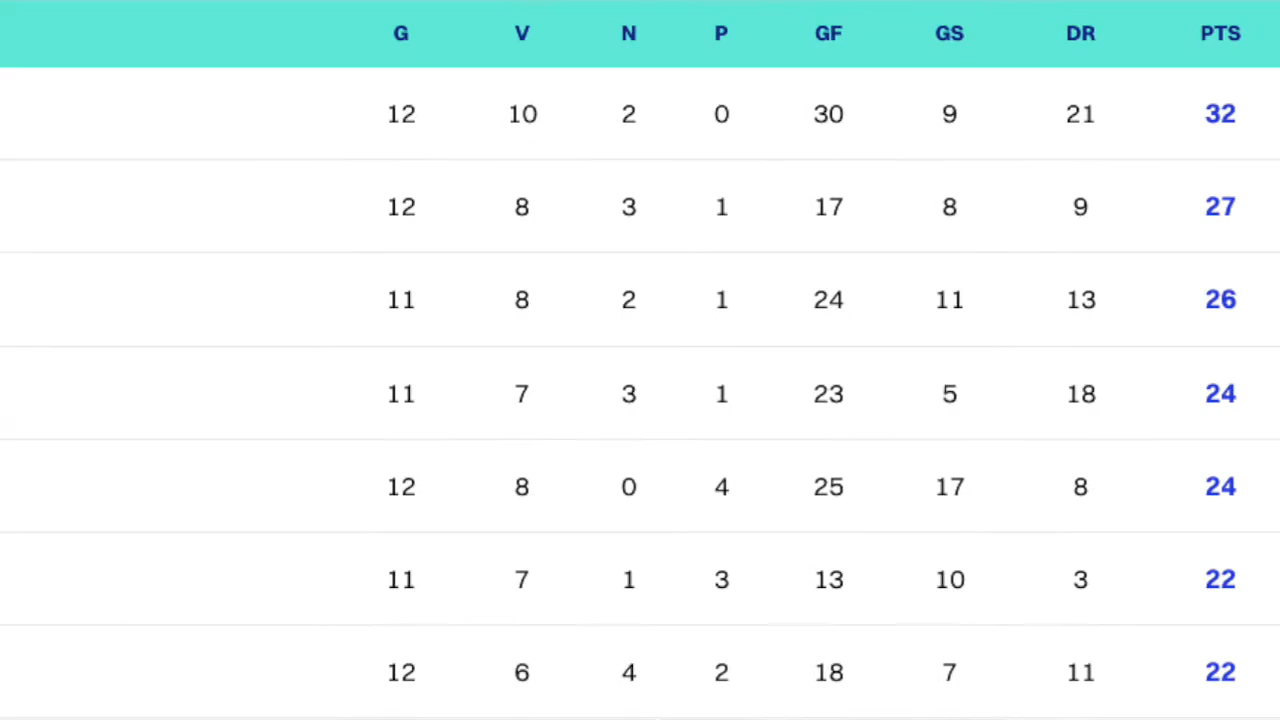 G V N P GF GS DR PTS
12 10 2 0 30 9 21 32
12 8 3 1 17 8 9 27
11 8 2 1 24 11 13 26
11 7 3 1 23 5 18 24
12 8 0 4 25 17 8 24
11 7 1 3 13 10 3 22
12 6 4 2 18 7 11 22